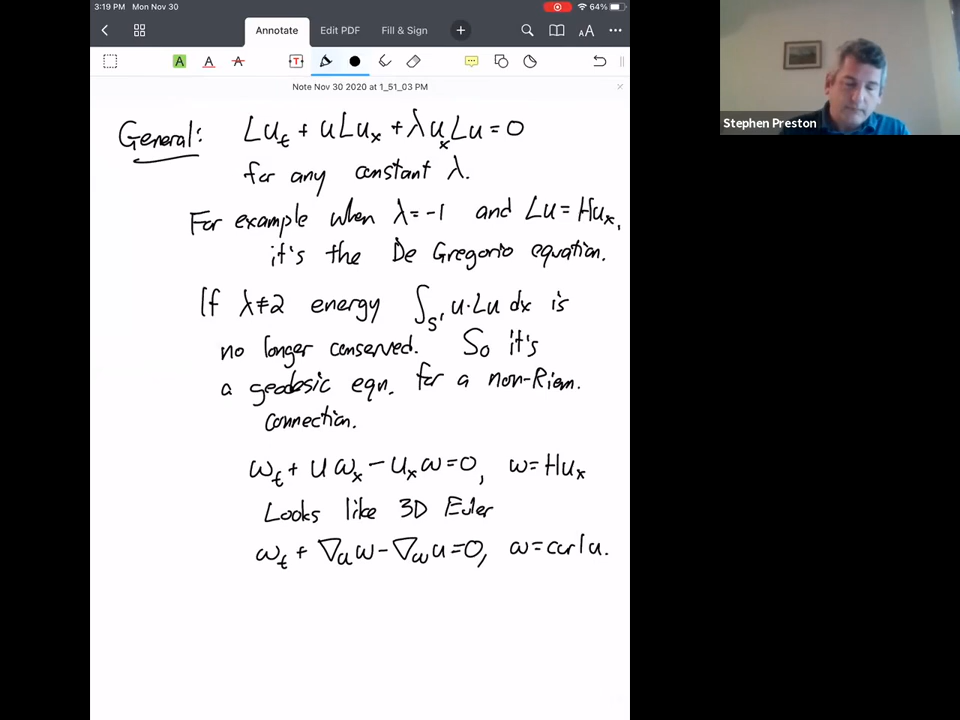 3:19 PM Mon Nov 30
64%
Annotate
Edit PDF
Fill & Sign
AA
A
A
A
T
Note Nov 30 2020 at 1_51_03 PM
General: Lu_t + uLu_x + λu_xLu = 0
for any constant λ.
For example when λ = -1 and Lu = Hu_x,
it's the De Gregorio equation.
If λ≠2 energy ∫_{S^1} u·Lu dx is
no longer conserved. So it's
a geodesic eqn. for a non-Riem.
connection.
ω_t + uω_x - u_xω = 0, ω = Hu_x
Looks like 3D Euler
ω_t + ∇_uω - ∇_ωu = 0, ω = curl u.
Stephen Preston